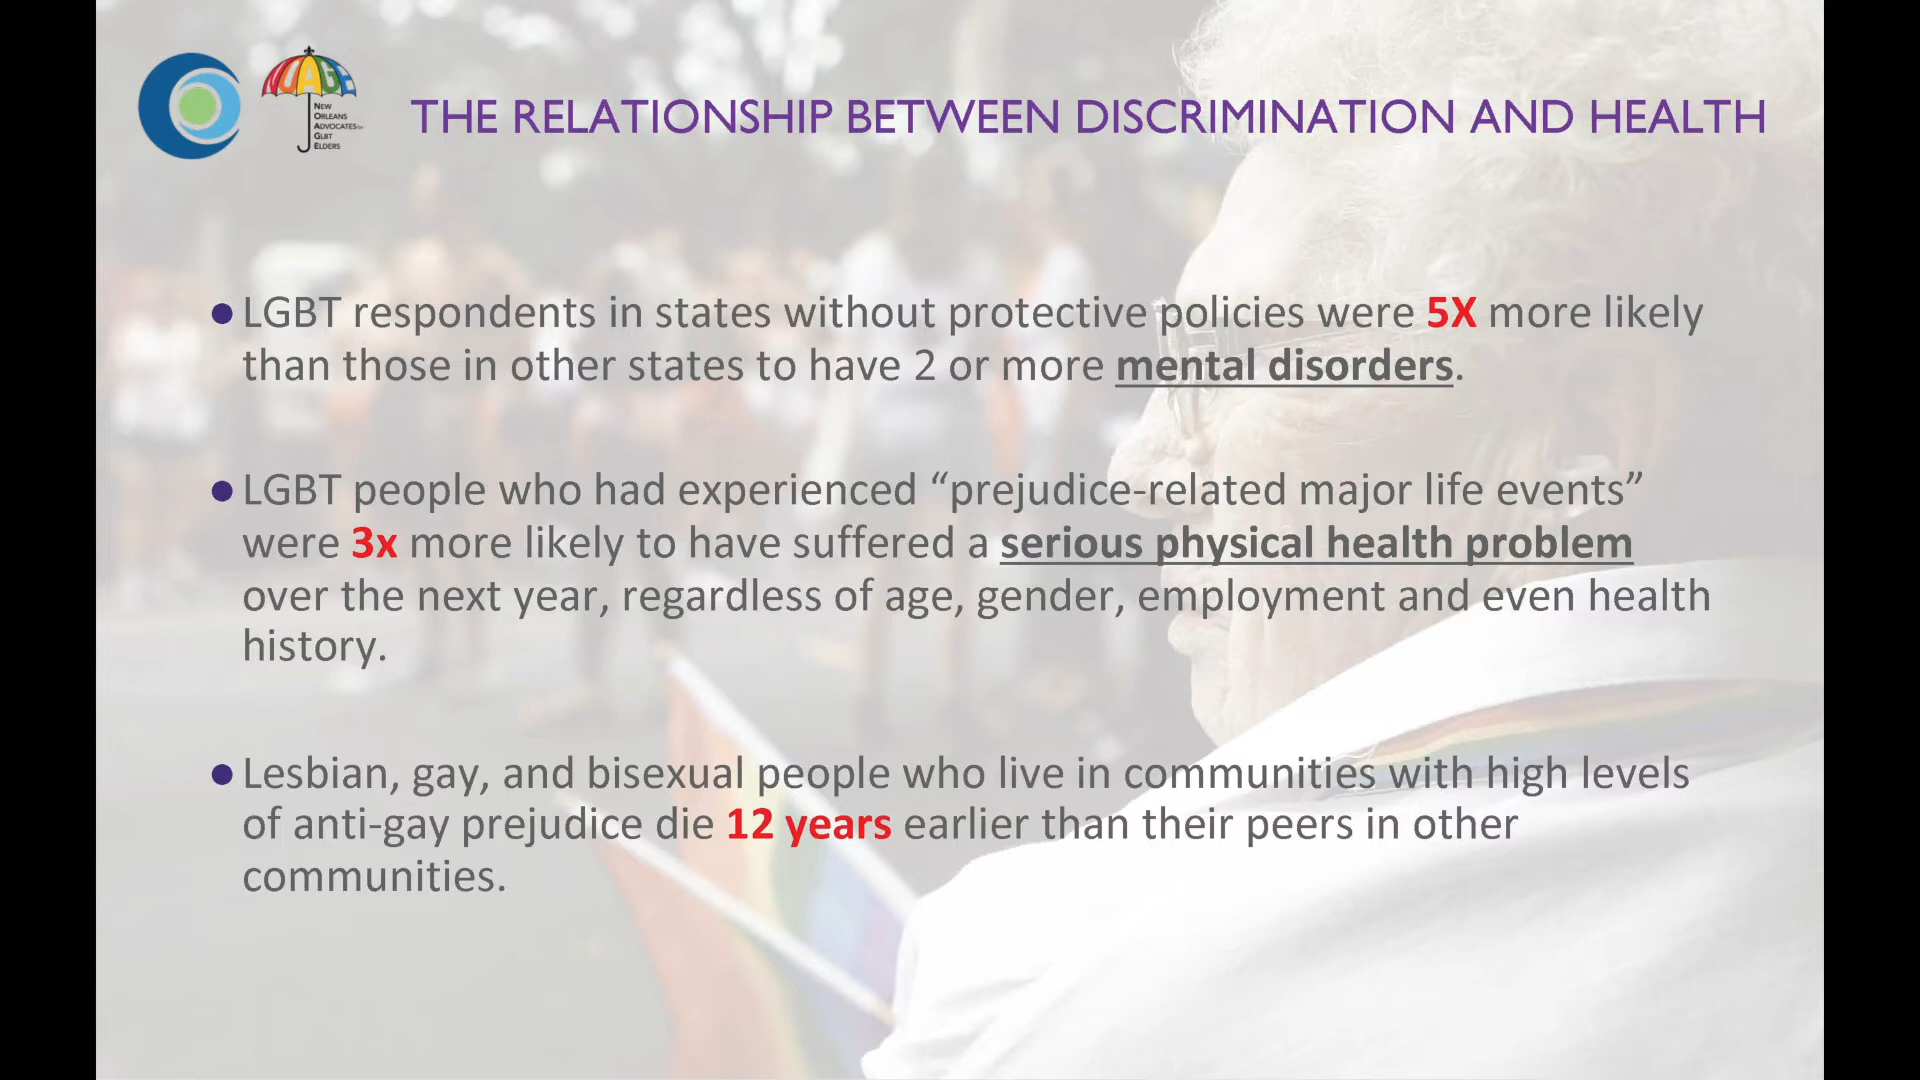 NOAGE
NEW
ORLEANS
ADVOCATES for
GLBT
ELDERS
THE RELATIONSHIP BETWEEN DISCRIMINATION AND HEALTH
●LGBT respondents in states without protective policies were 5X more likely
than those in other states to have 2 or more mental disorders.
●LGBT people who had experienced “prejudice-related major life events”
were 3x more likely to have suffered a serious physical health problem
over the next year, regardless of age, gender, employment and even health
history.
●Lesbian, gay, and bisexual people who live in communities with high levels
of anti-gay prejudice die 12 years earlier than their peers in other
communities.